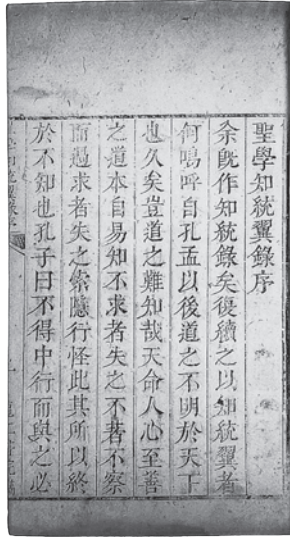 聖學知統翼錄序
余既作知統錄矣復續之以知統翼者
何嗚呼自孔孟以後道之不明於天下
也久矣豈道之難知哉天命人心至善
之道本自易知不求者失之不著不察
而過求者失之索隱行怪此其所以終
於不知也孔子曰不得中行而與之必